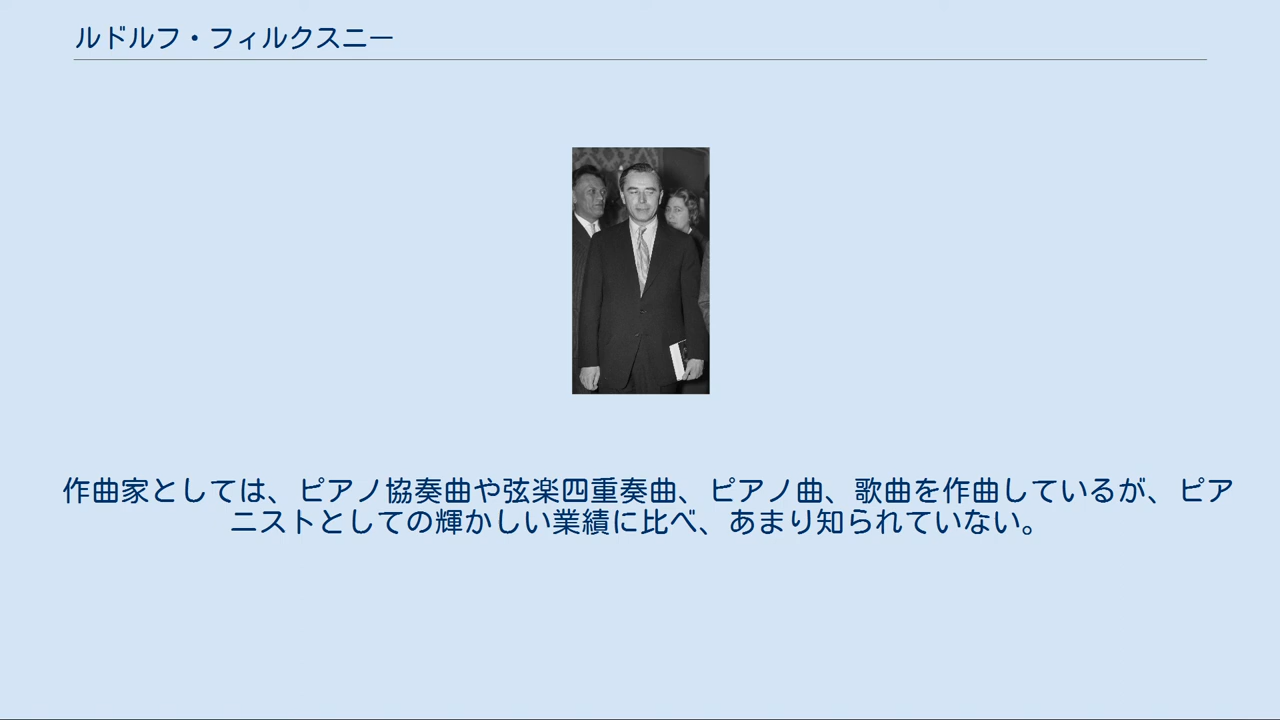 ルドルフ・フィルクスニー
作曲家としては、ピアノ協奏曲や弦楽四重奏曲、ピアノ曲、歌曲を作曲しているが、ピア
ニストとしての輝かしい業績に比べ、あまり知られていない。